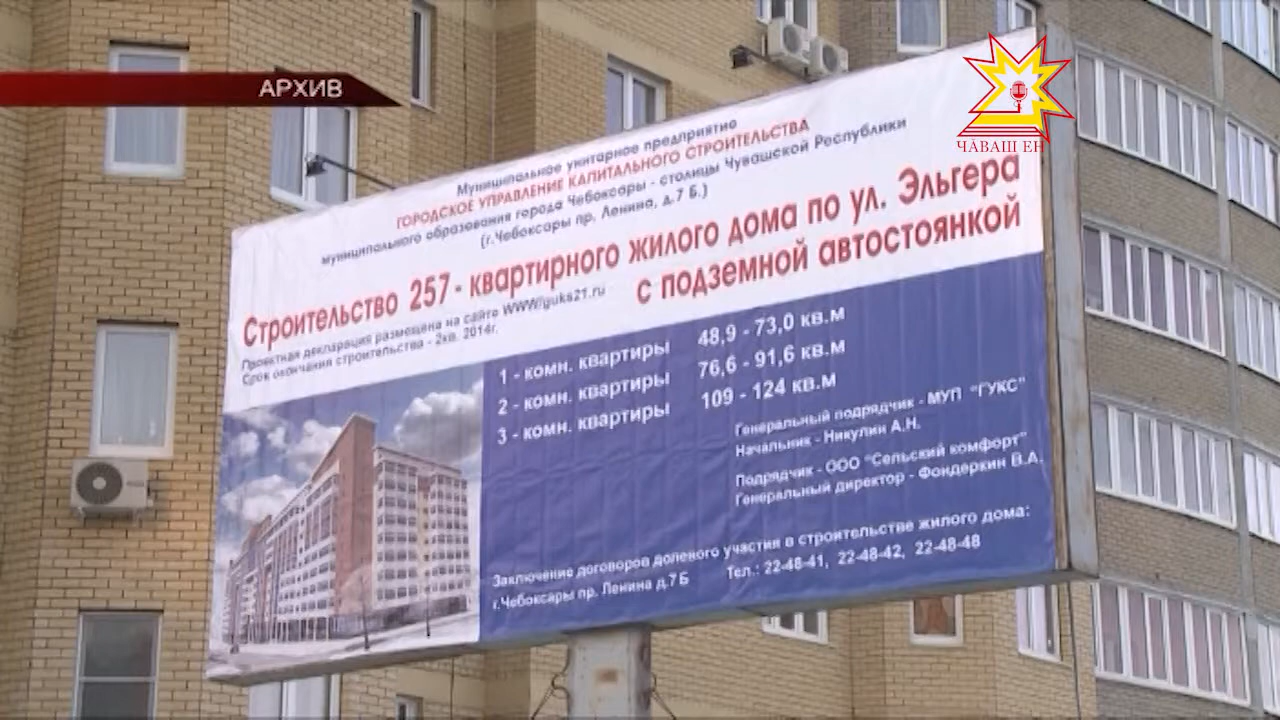 АРХИВ
ЧӐВАШ ЕН
Муниципальное унитарное предприятие
ГОРОДСКОЕ УПРАВЛЕНИЕ КАПИТАЛЬНОГО СТРОИТЕЛЬСТВА
муниципального образования города Чебоксары - столицы Чувашской Республики
(г.Чебоксары пр. Ленина, д.7 Б.)
Строительство 257 - квартирного жилого дома по ул. Эльгера
с подземной автостоянкой
Проектная декларация размещена на сайте WWW/guks21.ru
Срок окончания строительства - 2кв. 2014г.
1 - комн. квартиры 48,9 - 73,0 кв.м
2 - комн. квартиры 76,6 - 91,6 кв.м
3 - комн. квартиры 109 - 124 кв.м
Генеральный подрядчик - МУП "ГУКС"
Начальник - Никулин А.Н.
Подрядчик - ООО "Сельский комфорт"
Генеральный директор - Фондеркин В.А.
Заключение договоров долевого участия в строительстве жилого дома:
г.Чебоксары пр. Ленина д.7 Б Тел.: 22-48-41, 22-48-42, 22-48-48